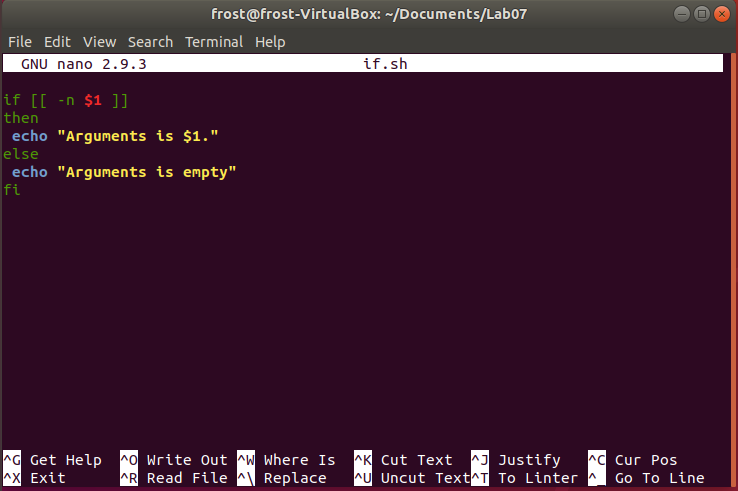 frost@frost-VirtualBox: ~/Documents/Lab07
File Edit View Search Terminal Help
GNU nano 2.9.3 if.sh
if [[ -n $1 ]]
then
 echo "Arguments is $1."
else
 echo "Arguments is empty"
fi
^G Get Help ^O Write Out ^W Where Is ^K Cut Text ^J Justify ^C Cur Pos
^X Exit ^R Read File ^\ Replace ^U Uncut Text ^T To Linter ^_ Go To Line